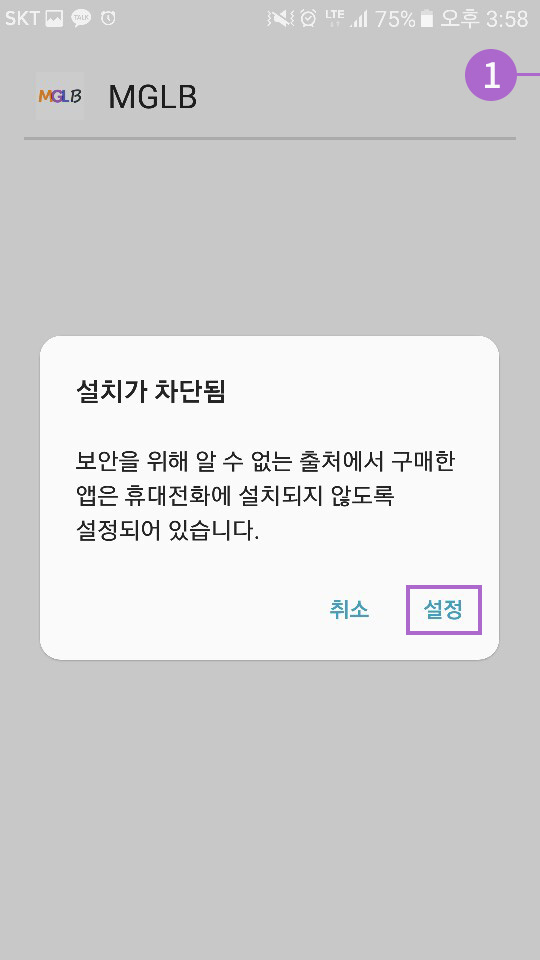 SKT TALK LTE 75% 오후 3:58
1
MGLB MGLB
설치가 차단됨
보안을 위해 알 수 없는 출처에서 구매한
앱은 휴대전화에 설치되지 않도록
설정되어 있습니다.
취소 설정